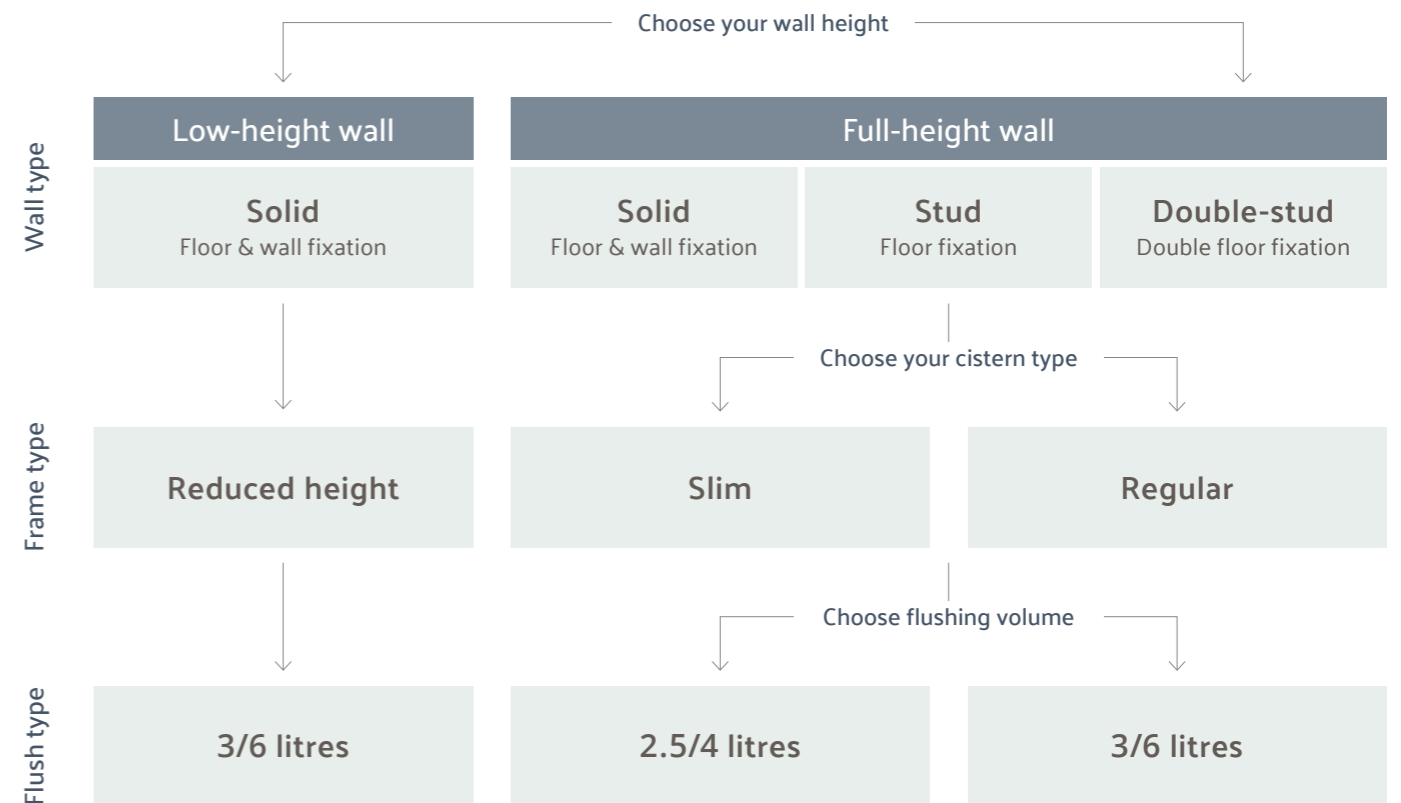 Choose your wall height
Wall type
Low-height wall
Full-height wall
Solid
Floor & wall fixation
Solid
Floor & wall fixation
Stud
Floor fixation
Double-stud
Double floor fixation
Choose your cistern type
Frame type
Reduced height
Slim
Regular
Choose flushing volume
Flush type
3/6 litres
2.5/4 litres
3/6 litres